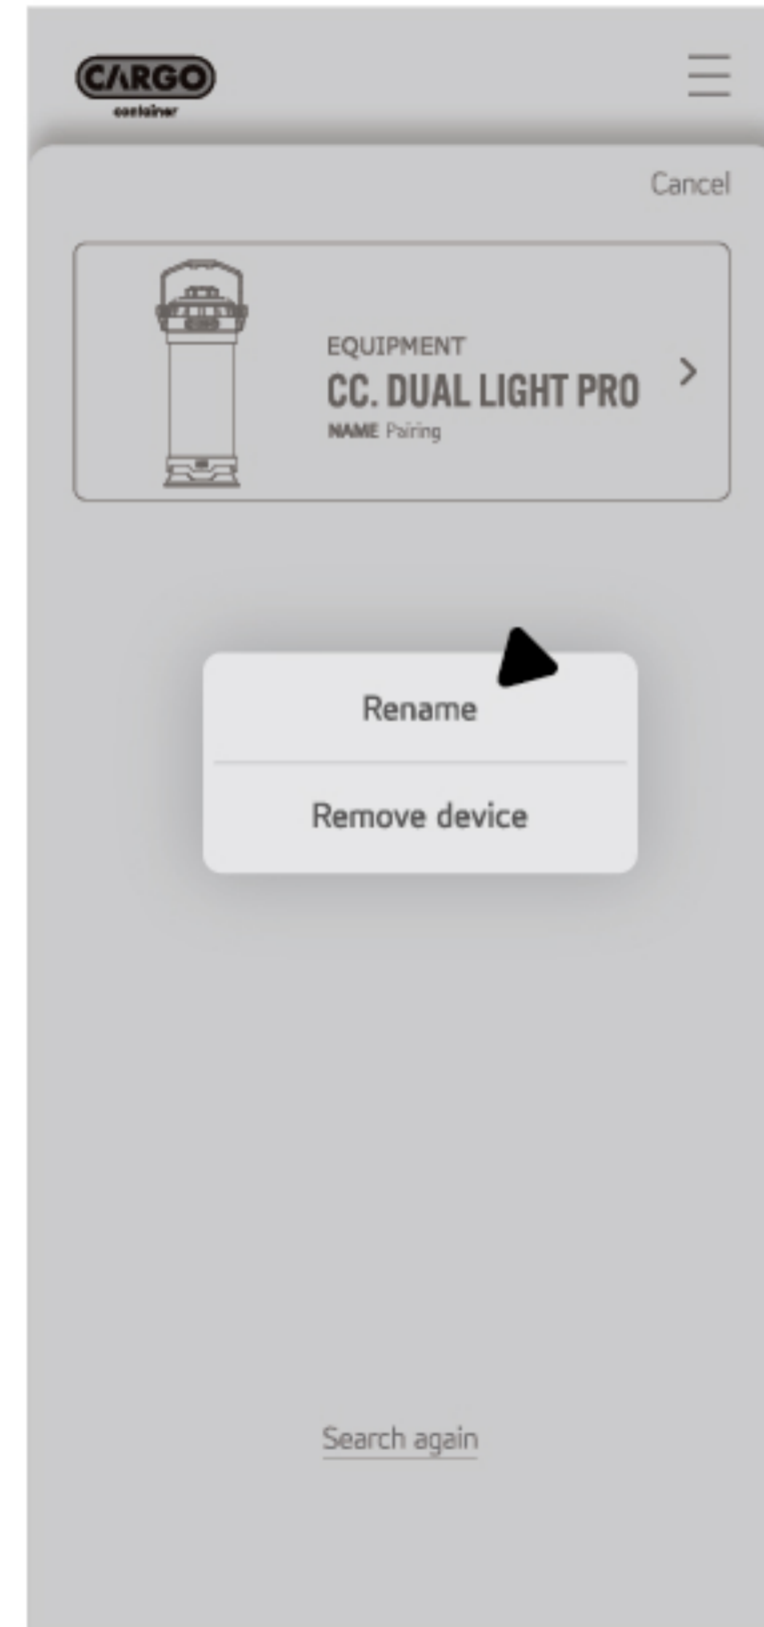 CARGO
container
Cancel
EQUIPMENT
CC. DUAL LIGHT PRO
NAME Pairing
Rename
Remove device
Search again